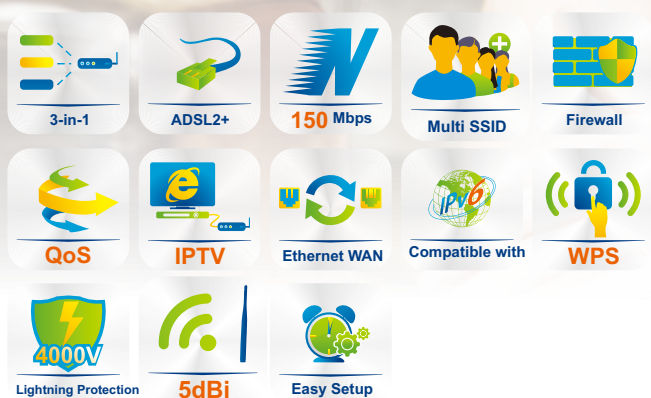 3-in-1
ADSL2+
N
150 Mbps
Multi SSID
Firewall
QoS
e
IPTV
Ethernet WAN
IPv6
Compatible with
WPS
4000V
Lightning Protection
5dBi
Easy Setup